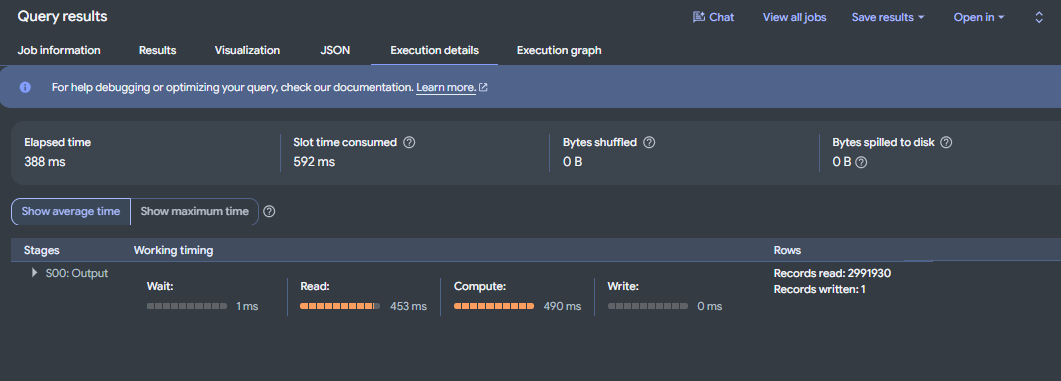 Query results
Chat View all jobs Save results Open in
Job information Results Visualization JSON Execution details Execution graph
For help debugging or optimizing your query, check our documentation. Learn more.
Elapsed time Slot time consumed Bytes shuffled Bytes spilled to disk
388 ms 592 ms 0 B 0 B
Show average time Show maximum time
Stages Working timing Rows
S00: Output Records read: 2991930
Wait: Read: Compute: Write: Records written: 1
1 ms 453 ms 490 ms 0 ms